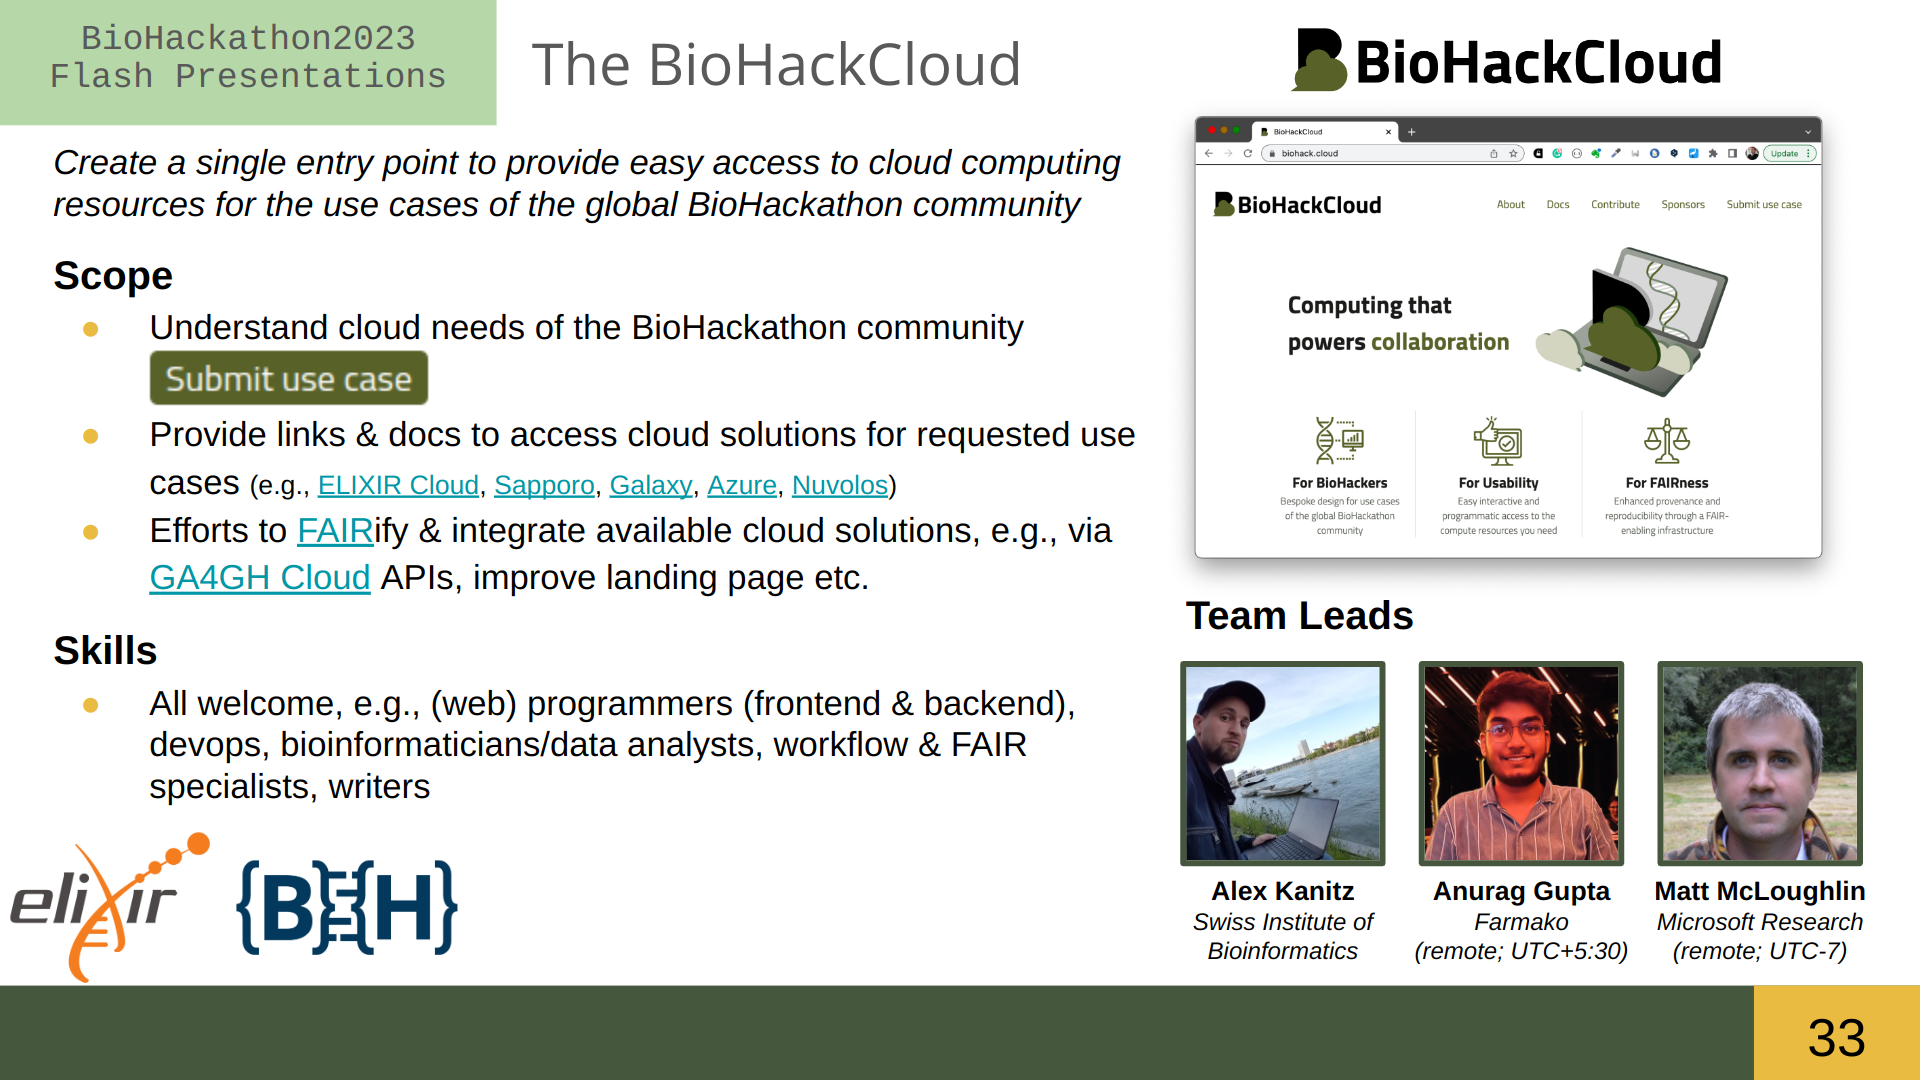 BioHackathon2023
Flash Presentations
The BioHackCloud
BioHackCloud
Create a single entry point to provide easy access to cloud computing
resources for the use cases of the global BioHackathon community
Scope
● Understand cloud needs of the BioHackathon community
Submit use case
● Provide links & docs to access cloud solutions for requested use
cases (e.g., ELIXIR Cloud, Sapporo, Galaxy, Azure, Nuvolos)
● Efforts to FAIRify & integrate available cloud solutions, e.g., via
GA4GH Cloud APIs, improve landing page etc.
Skills
● All welcome, e.g., (web) programmers (frontend & backend),
devops, bioinformaticians/data analysts, workflow & FAIR
specialists, writers
elixir
{B H}
BioHackCloud
biohack.cloud
Update
BioHackCloud
About Docs Contribute Sponsors Submit use case
Computing that
powers collaboration
For BioHackers
Bespoke design for use cases
of the global BioHackathon
community
For Usability
Easy interactive and
programmatic access to the
compute resources you need
For FAIRness
Enhanced provenance and
reproducibility through a FAIR-
enabling infrastructure
Team Leads
Alex Kanitz
Swiss Institute of
Bioinformatics
Anurag Gupta
Farmako
(remote; UTC+5:30)
Matt McLoughlin
Microsoft Research
(remote; UTC-7)
33